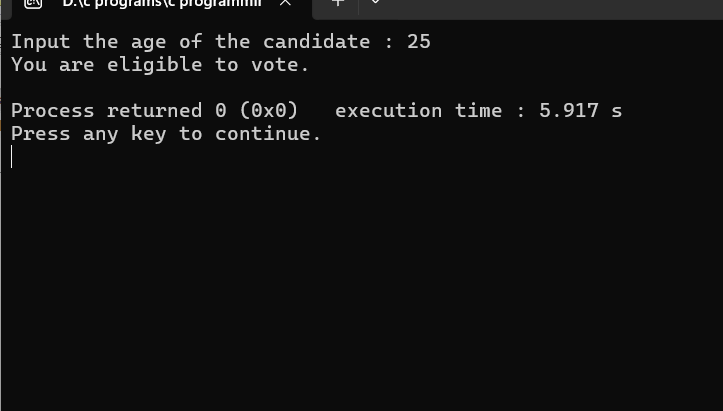 D:\c programs\c programmi
Input the age of the candidate : 25
You are eligible to vote.
Process returned 0 (0x0)   execution time : 5.917 s
Press any key to continue.